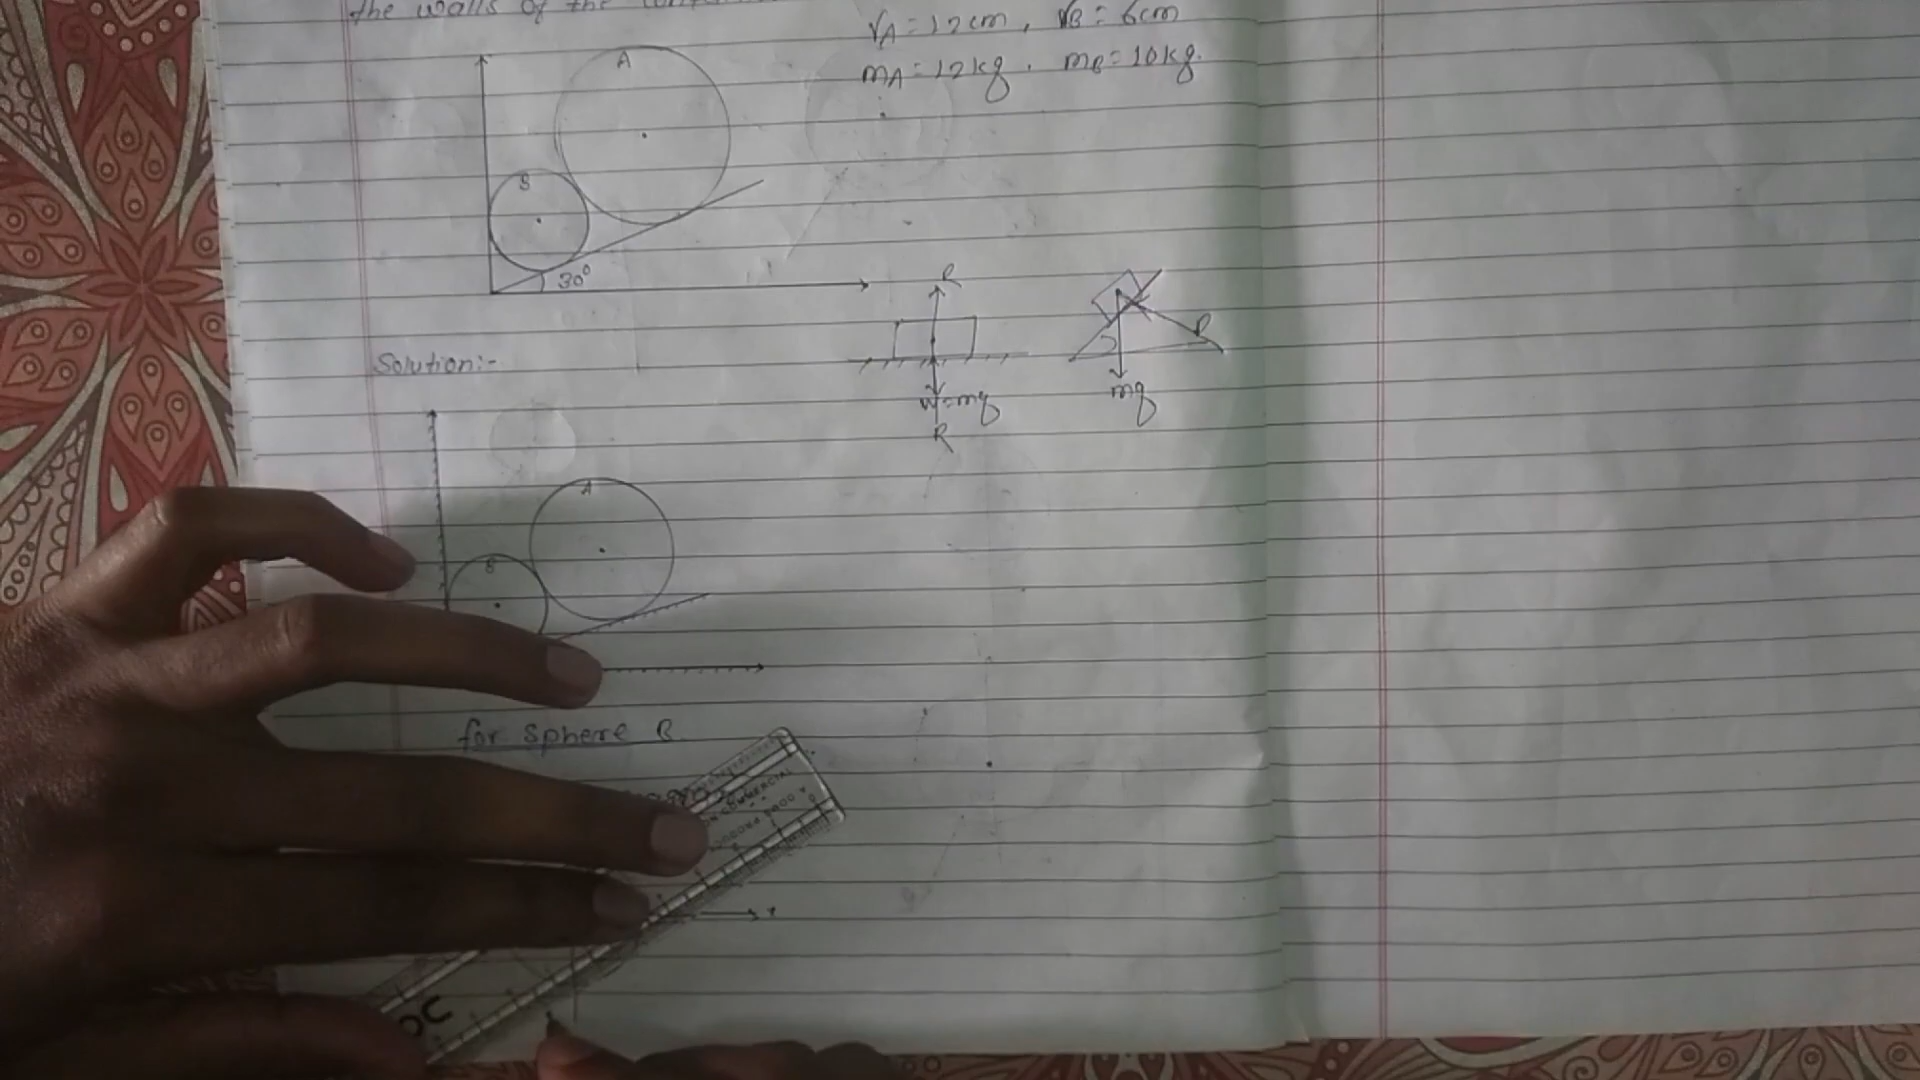 the walls of the
rA = 12cm, rB = 6cm
mA = 12kg. mB = 10kg.
A
B
30°
R
W=mg
R
R
mg
Solution:-
A
B
for Sphere B